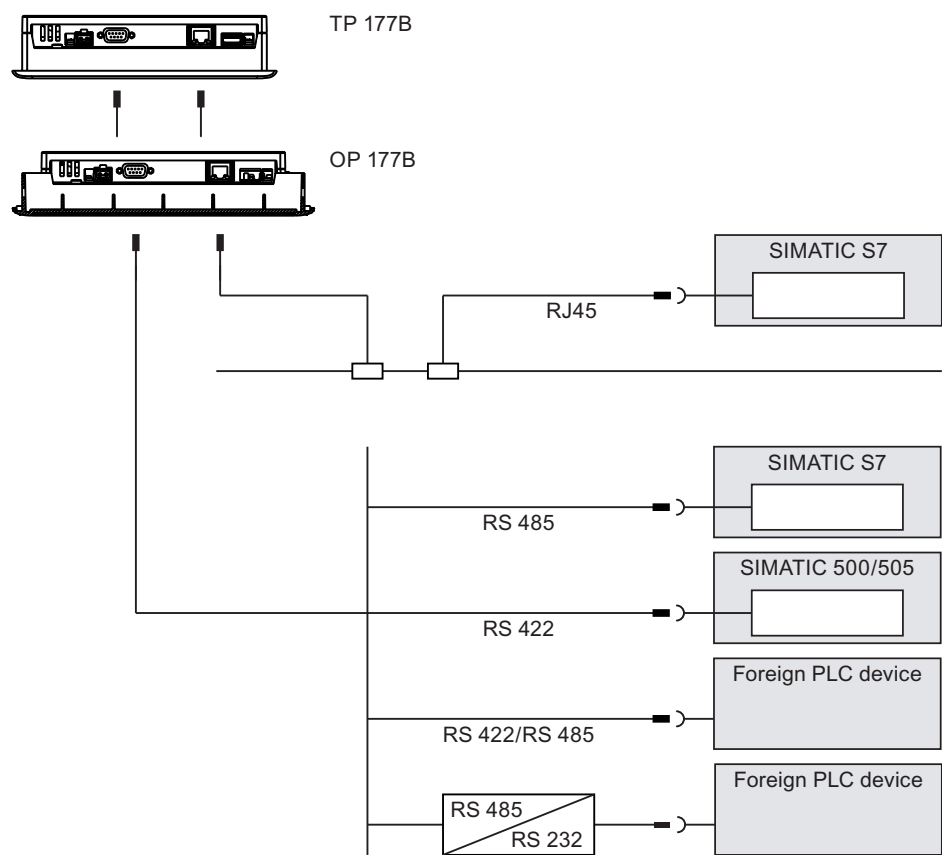 TP 177B
OP 177B
SIMATIC S7
RJ45
SIMATIC S7
RS 485
SIMATIC 500/505
RS 422
Foreign PLC device
RS 422/RS 485
Foreign PLC device
RS 485
RS 232